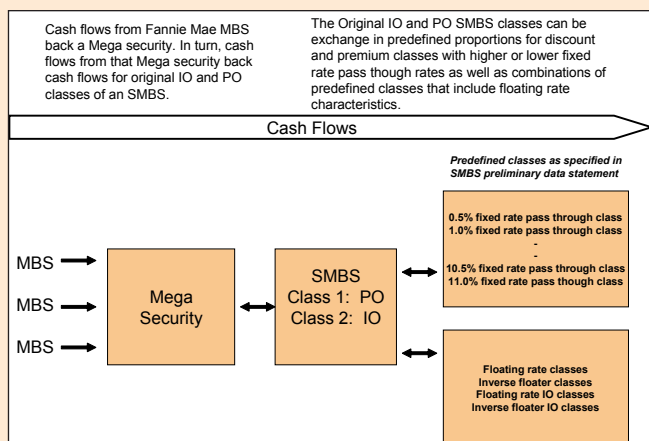 Cash flows from Fannie Mae MBS
back a Mega security. In turn, cash
flows from that Mega security back
cash flows for original IO and PO
classes of an SMBS.
The Original IO and PO SMBS classes can be
exchange in predefined proportions for discount
and premium classes with higher or lower fixed
rate pass though rates as well as combinations of
predefined classes that include floating rate
characteristics.
Cash Flows
Predefined classes as specified in
SMBS preliminary data statement
0.5% fixed rate pass through class
1.0% fixed rate pass through class
-
-
10.5% fixed rate pass through class
11.0% fixed rate pass though class
MBS
MBS
MBS
Mega
Security
SMBS
Class 1: PO
Class 2: IO
Floating rate classes
Inverse floater classes
Floating rate IO classes
Inverse floater IO classes